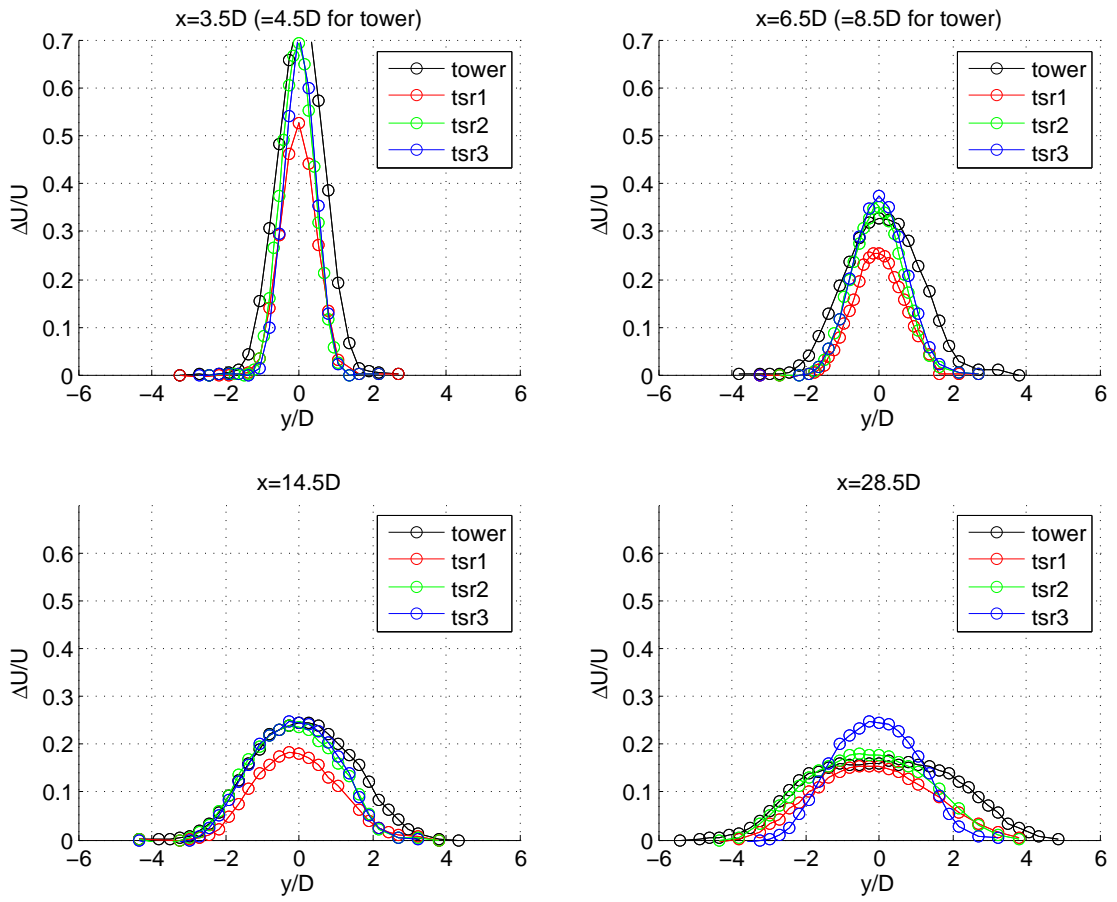 x=3.5D (=4.5D for tower)
0.7
0.6
0.5
0.4
0.3
0.2
0.1
0
ΔU/U
−6 −4 −2 0 2 4 6
y/D
tower
tsr1
tsr2
tsr3
x=6.5D (=8.5D for tower)
0.7
0.6
0.5
0.4
0.3
0.2
0.1
0
ΔU/U
−6 −4 −2 0 2 4 6
y/D
tower
tsr1
tsr2
tsr3
x=14.5D
0.6
0.5
0.4
0.3
0.2
0.1
0
ΔU/U
−6 −4 −2 0 2 4 6
y/D
tower
tsr1
tsr2
tsr3
x=28.5D
0.6
0.5
0.4
0.3
0.2
0.1
0
ΔU/U
−6 −4 −2 0 2 4 6
y/D
tower
tsr1
tsr2
tsr3